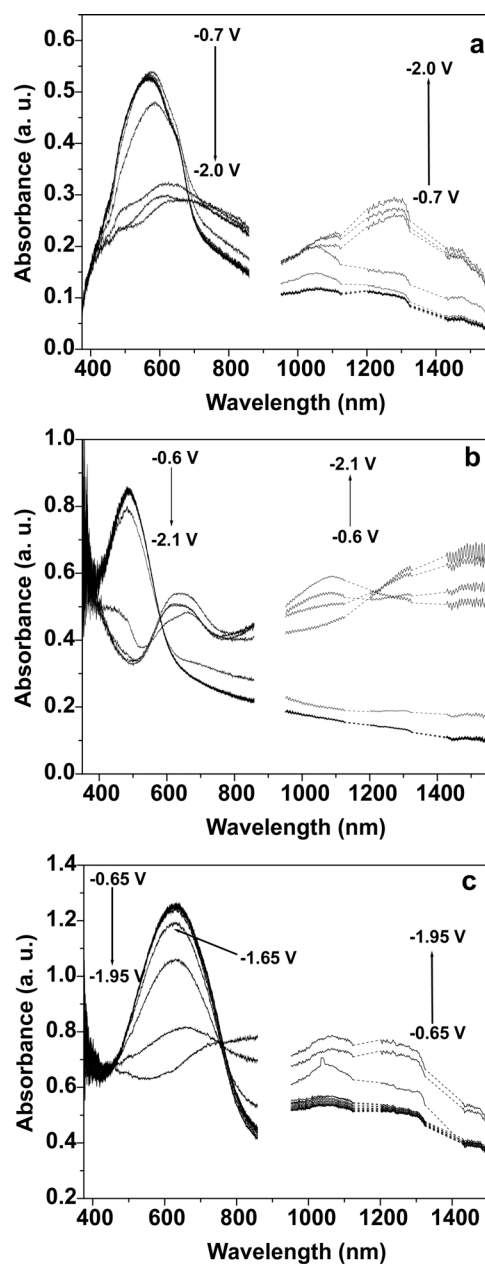 a
-0.7 V
-2.0 V
-2.0 V
-0.7 V
0.6
0.5
0.4
0.3
0.2
0.1
0.0
Absorbance (a. u.)
400 600 800 1000 1200 1400
Wavelength (nm)
b
-0.6 V
-2.1 V
-2.1 V
-0.6 V
1.0
0.8
0.6
0.4
0.2
0.0
Absorbance (a. u.)
400 600 800 1000 1200 1400
Wavelength (nm)
c
-0.65 V
-1.95 V
-1.65 V
-1.95 V
-0.65 V
1.4
1.2
1.0
0.8
0.6
0.4
0.2
Absorbance (a. u.)
400 600 800 1000 1200 1400
Wavelength (nm)